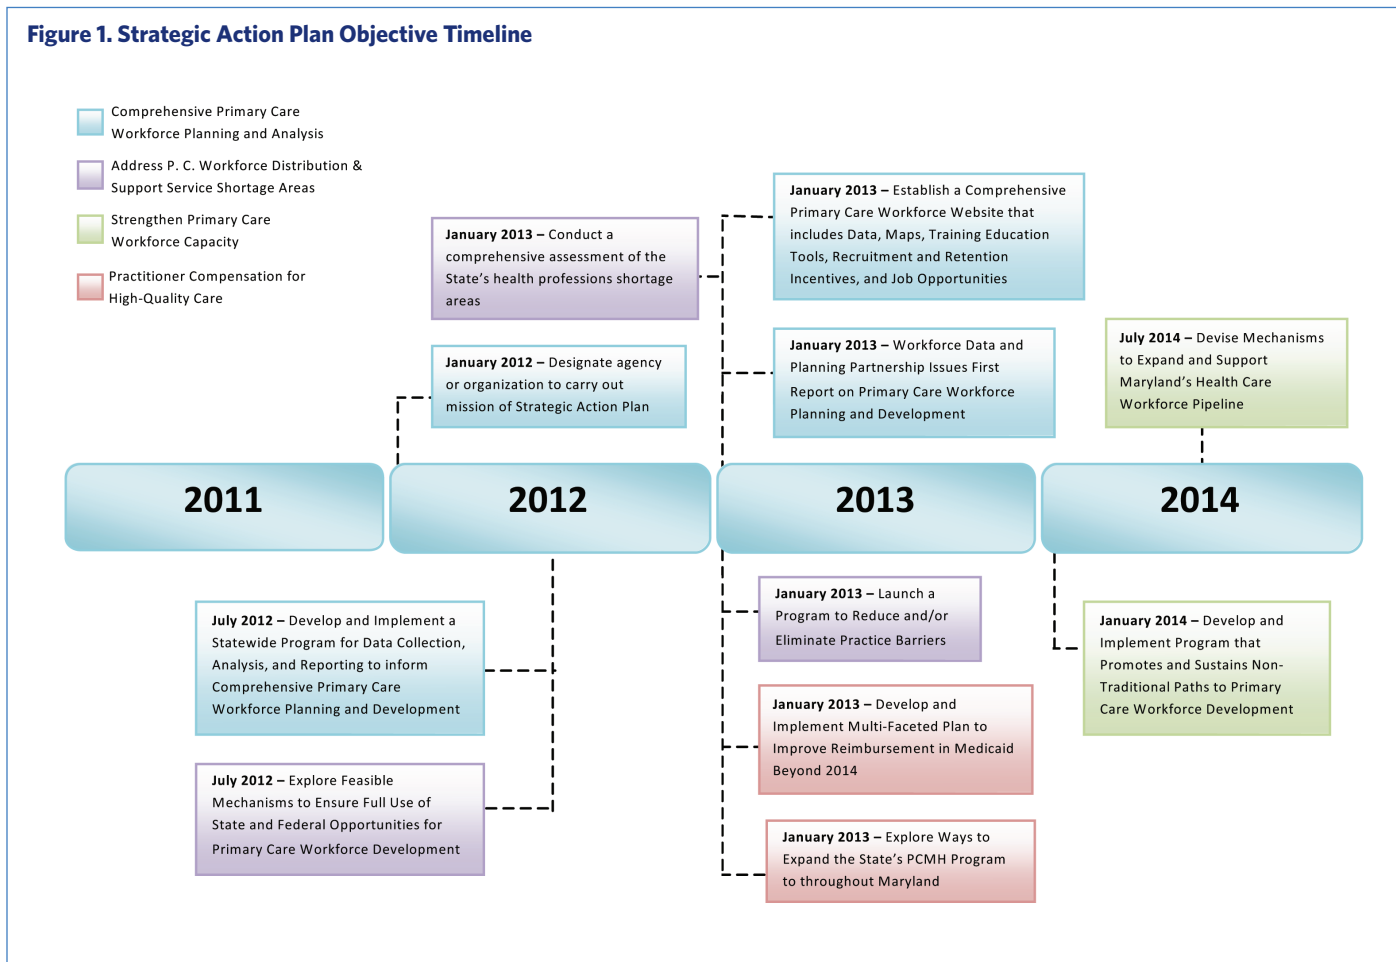 Figure 1. Strategic Action Plan Objective Timeline
Comprehensive Primary Care
Workforce Planning and Analysis
Address P. C. Workforce Distribution &
Support Service Shortage Areas
Strengthen Primary Care
Workforce Capacity
Practitioner Compensation for
High-Quality Care
January 2013 – Conduct a
comprehensive assessment of the
State’s health professions shortage
areas
January 2012 – Designate agency
or organization to carry out
mission of Strategic Action Plan
January 2013 – Establish a Comprehensive
Primary Care Workforce Website that
includes Data, Maps, Training Education
Tools, Recruitment and Retention
Incentives, and Job Opportunities
January 2013 – Workforce Data and
Planning Partnership Issues First
Report on Primary Care Workforce
Planning and Development
July 2014 – Devise Mechanisms
to Expand and Support
Maryland’s Health Care
Workforce Pipeline
2011
2012
2013
2014
July 2012 – Develop and Implement a
Statewide Program for Data Collection,
Analysis, and Reporting to inform
Comprehensive Primary Care
Workforce Planning and Development
July 2012 – Explore Feasible
Mechanisms to Ensure Full Use of
State and Federal Opportunities for
Primary Care Workforce Development
January 2013 – Launch a
Program to Reduce and/or
Eliminate Practice Barriers
January 2013 – Develop and
Implement Multi-Faceted Plan to
Improve Reimbursement in Medicaid
Beyond 2014
January 2013 – Explore Ways to
Expand the State’s PCMH Program
to throughout Maryland
January 2014 – Develop and
Implement Program that
Promotes and Sustains Non-
Traditional Paths to Primary
Care Workforce Development